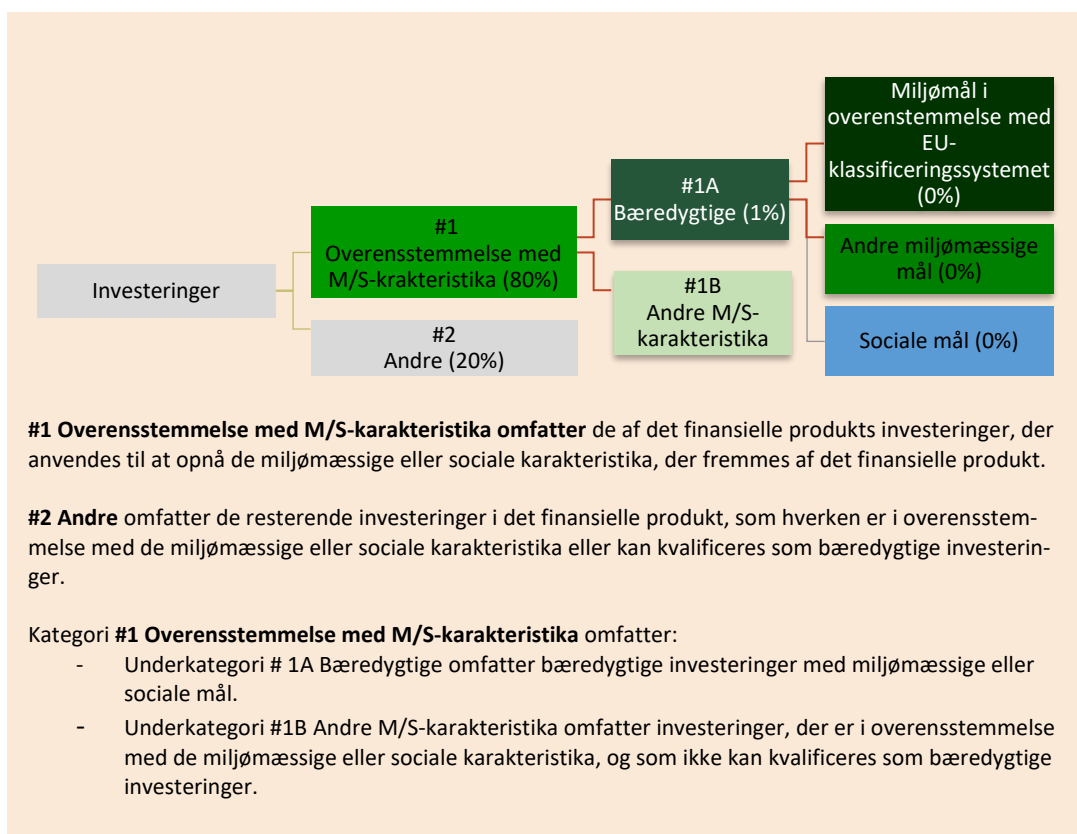 Investeringer
#1
Overensstemmelse med
M/S-krakteristika (80%)
#2
Andre (20%)
#1A
Bæredygtige (1%)
#1B
Andre M/S-
karakteristika
Miljømål i
overenstemmelse med
EU-
klassificeringssystemet
(0%)
Andre miljømæssige
mål (0%)
Sociale mål (0%)
#1 Overensstemmelse med M/S-karakteristika omfatter de af det finansielle produkts investeringer, der
anvendes til at opnå de miljømæssige eller sociale karakteristika, der fremmes af det finansielle produkt.
#2 Andre omfatter de resterende investeringer i det finansielle produkt, som hverken er i overensstem-
melse med de miljømæssige eller sociale karakteristika eller kan kvalificeres som bæredygtige investerin-
ger.
Kategori #1 Overensstemmelse med M/S-karakteristika omfatter:
- Underkategori # 1A Bæredygtige omfatter bæredygtige investeringer med miljømæssige eller
sociale mål.
- Underkategori #1B Andre M/S-karakteristika omfatter investeringer, der er i overensstemmelse
med de miljømæssige eller sociale karakteristika, og som ikke kan kvalificeres som bæredygtige
investeringer.